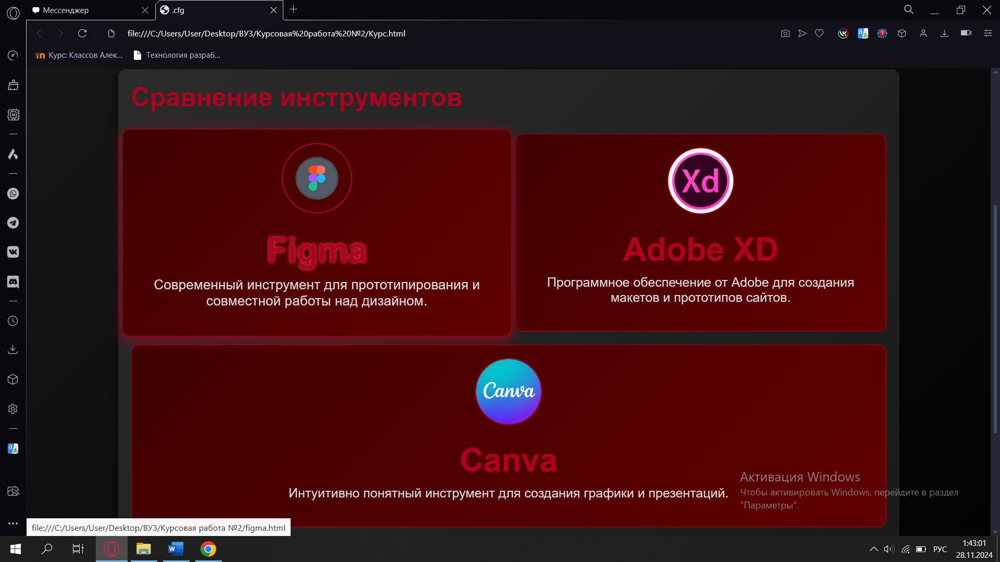 Мессенджер
.cfg
file:///C:/Users/User/Desktop/ВУЗ/Курсовая%20работа%20№2/Курс.html
Курс: Классов Алек...
Технология разраб...
Сравнение инструментов
Figma
Современный инструмент для прототипирования и
совместной работы над дизайном.
Xd
Adobe XD
Программное обеспечение от Adobe для создания
макетов и прототипов сайтов.
Canva
Canva
Интуитивно понятный инструмент для создания графики и презентаций.
Активация Windows
Чтобы активировать Windows, перейдите в раздел
"Параметры".
file:///C:/Users/User/Desktop/ВУЗ/Курсовая работа №2/figma.html
РУС
1:43:01
28.11.2024